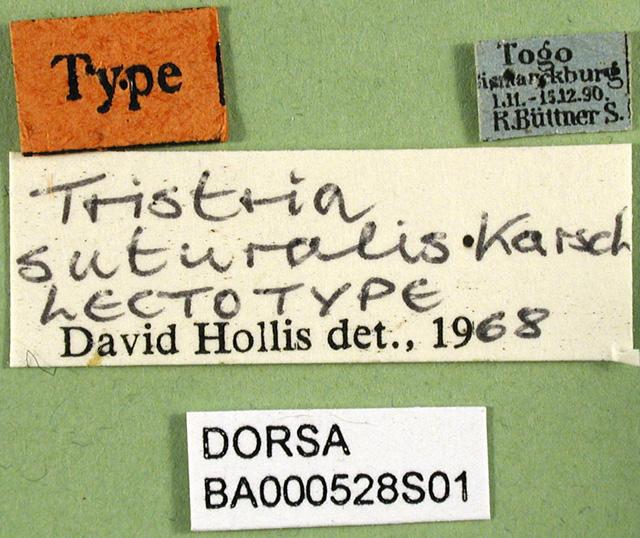 Type
Togo
ismarckburg
1.11.-15.12.90.
R.Büttner S.
Tristria
suturalis. Karsch
LECTOTYPE
David Hollis det., 1968
DORSA
BA000528S01